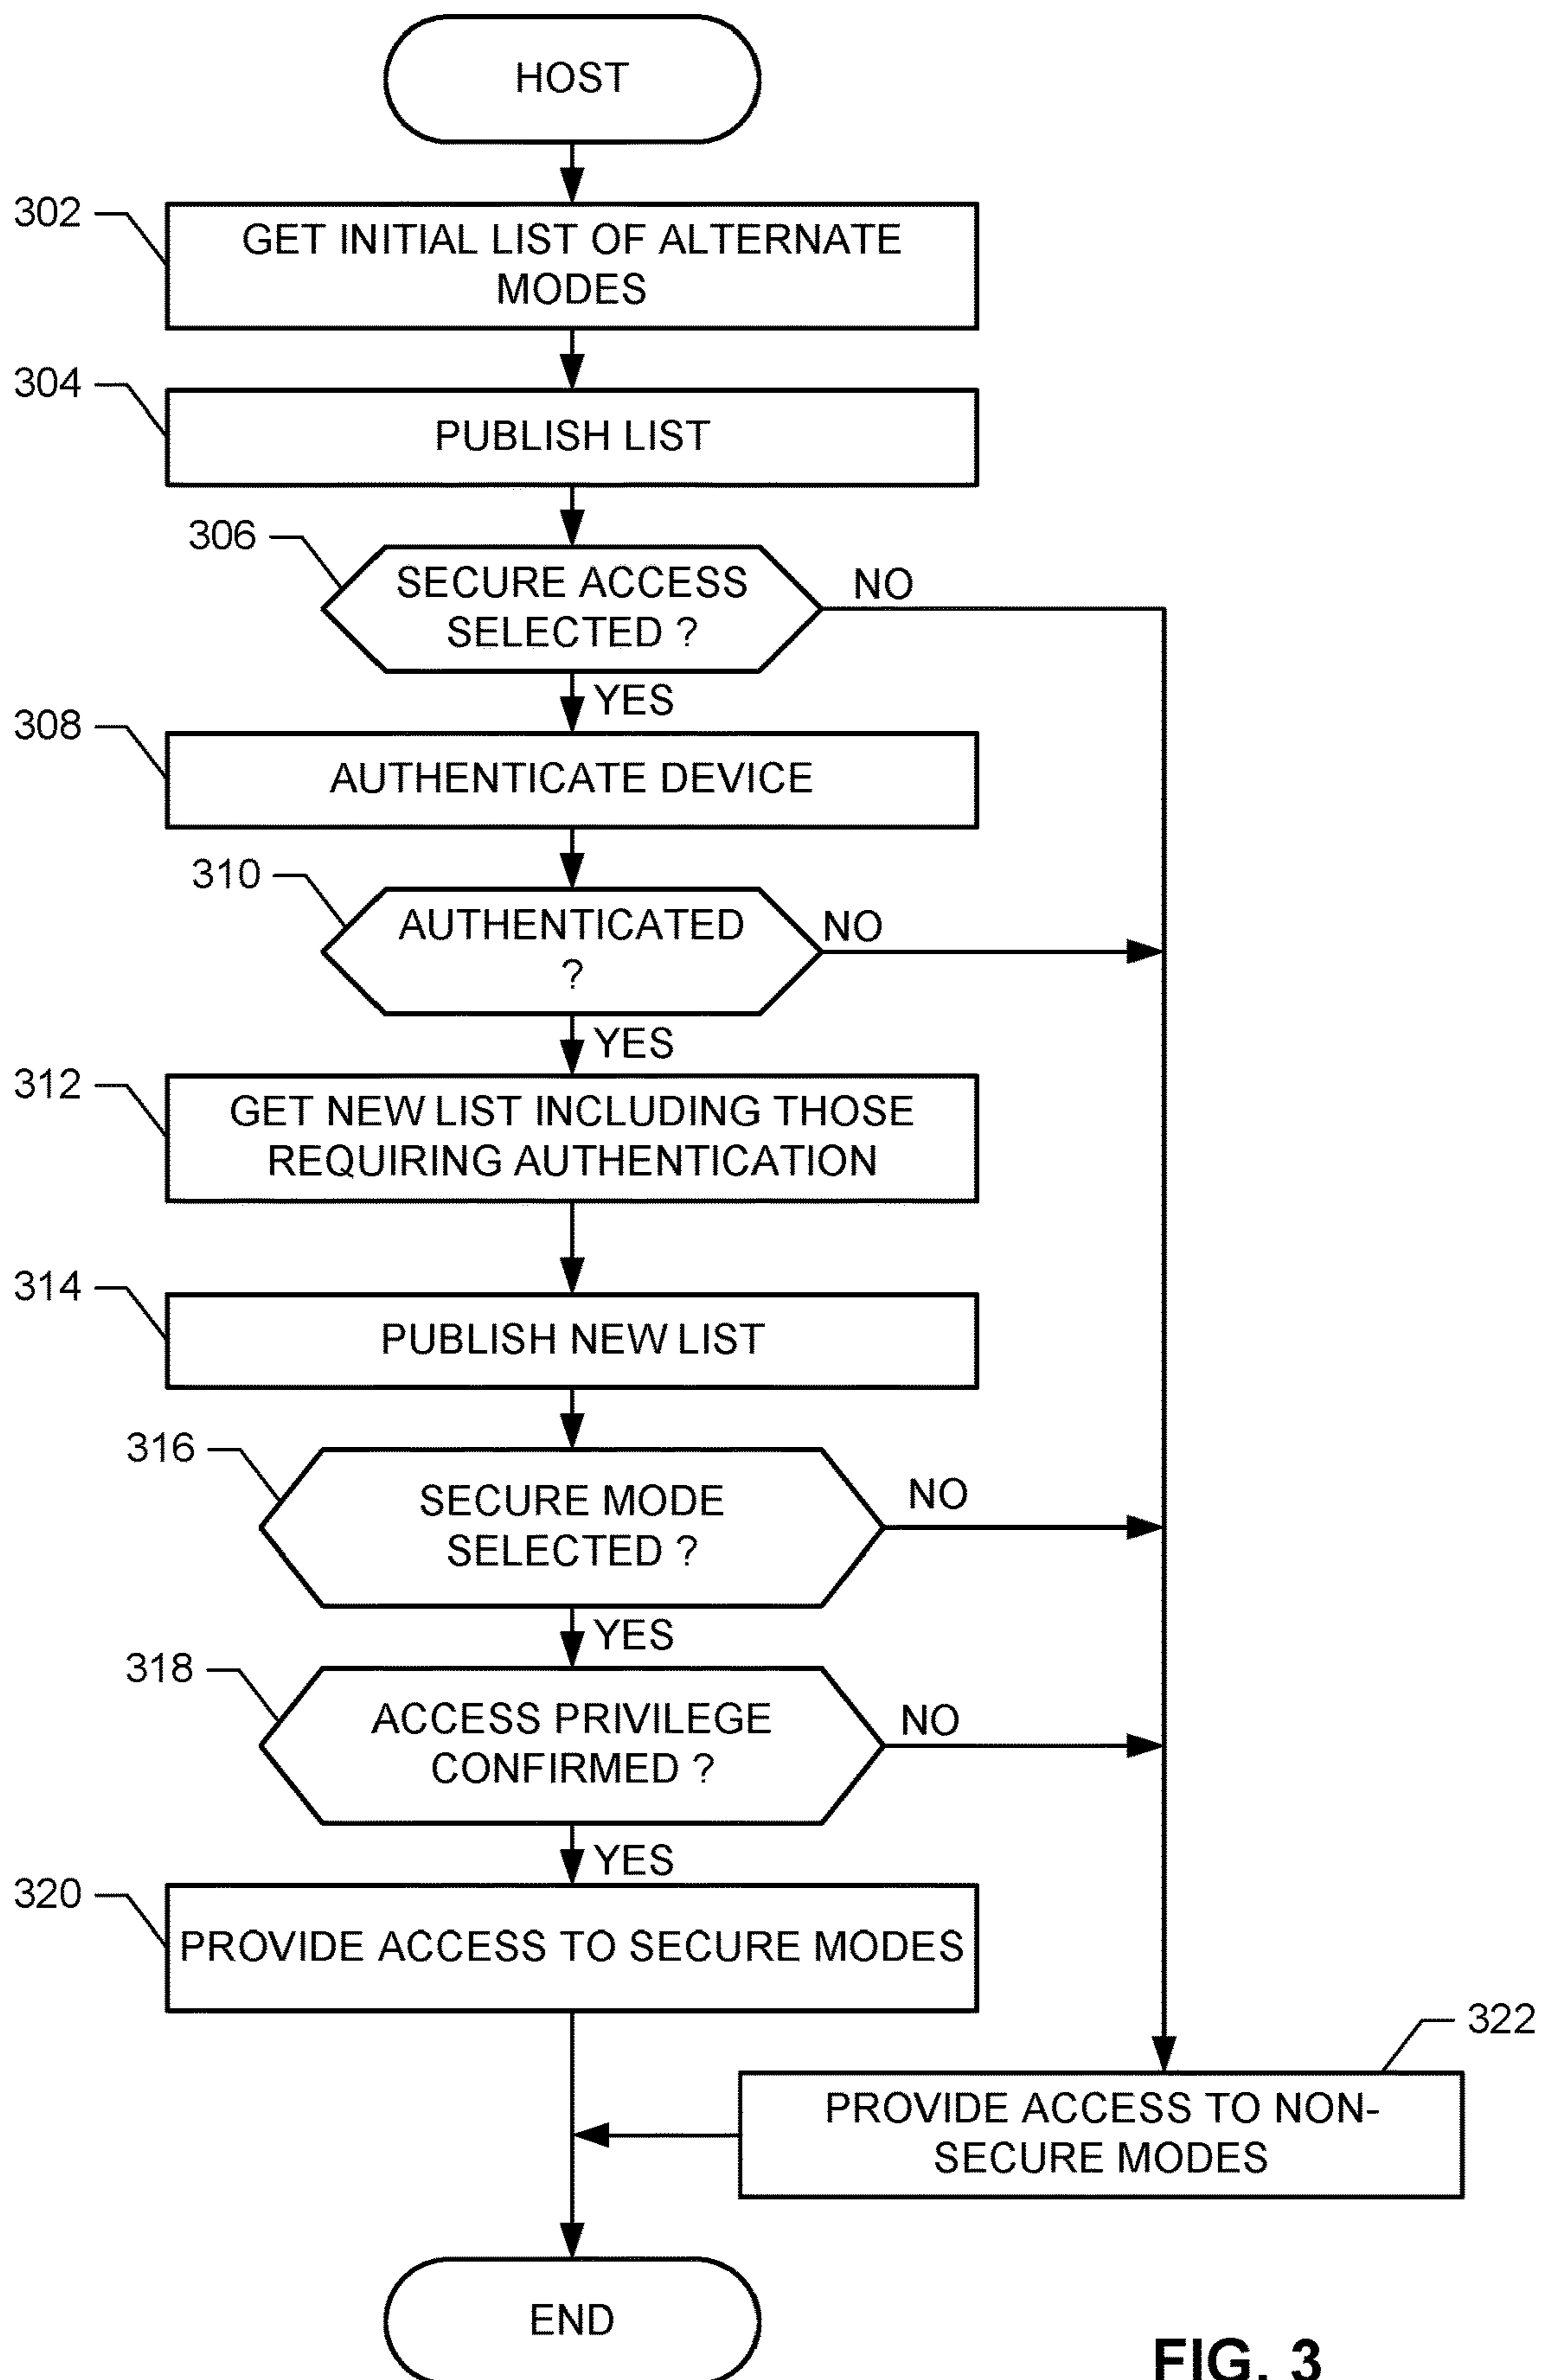 HOST
302
GET INITIAL LIST OF ALTERNATE
MODES
304
PUBLISH LIST
306
SECURE ACCESS
SELECTED ?
NO
YES
308
AUTHENTICATE DEVICE
310
AUTHENTICATED
?
NO
YES
312
GET NEW LIST INCLUDING THOSE
REQUIRING AUTHENTICATION
314
PUBLISH NEW LIST
316
SECURE MODE
SELECTED ?
NO
YES
318
ACCESS PRIVILEGE
CONFIRMED ?
NO
YES
320
PROVIDE ACCESS TO SECURE MODES
322
PROVIDE ACCESS TO NON-
SECURE MODES
END
FIG. 3